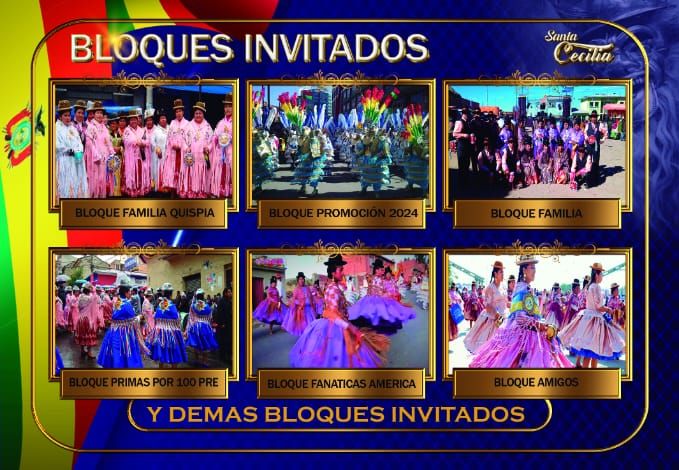 BLOQUES INVITADOS
Santa
Cecilia
BLOQUE FAMILIA QUISPIA
BLOQUE PROMOCIÓN 2024
BLOQUE FAMILIA
BLOQUE PRIMAS POR 100 PRE
BLOQUE FANATICAS AMERICA
BLOQUE AMIGOS
Y DEMAS BLOQUES INVITADOS